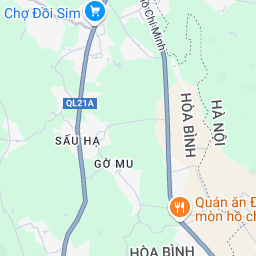 Chợ Đồi Sim
Hồ Chí Minh
QL21A
HÒA BÌNH
HÀ NỘI
SẤU HẠ
GỜ MU
Quán ăn
món hồ
HÒA BÌNH